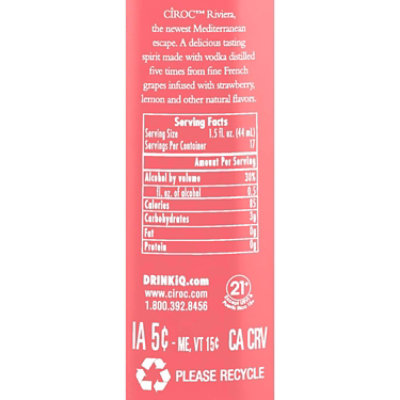 CÎROC™ Riviera,
the newest Mediterranean
escape. A delicious tasting
spirit made with vodka distilled
five times from fine French
grapes infused with strawberry,
lemon and other natural flavors.
Serving Facts
Serving Size 1.5 fl. oz. (44 mL)
Servings Per Container 17
Amount Per Serving
Alcohol by volume 30%
fl. oz. of alcohol 0.5
Calories 85
Carbohydrates 3g
Fat 0g
Protein 0g
DRINKiQ.com
www.ciroc.com
1.800.392.8456
21+
IA 5¢ - ME, VT 15¢ CA CRV
PLEASE RECYCLE